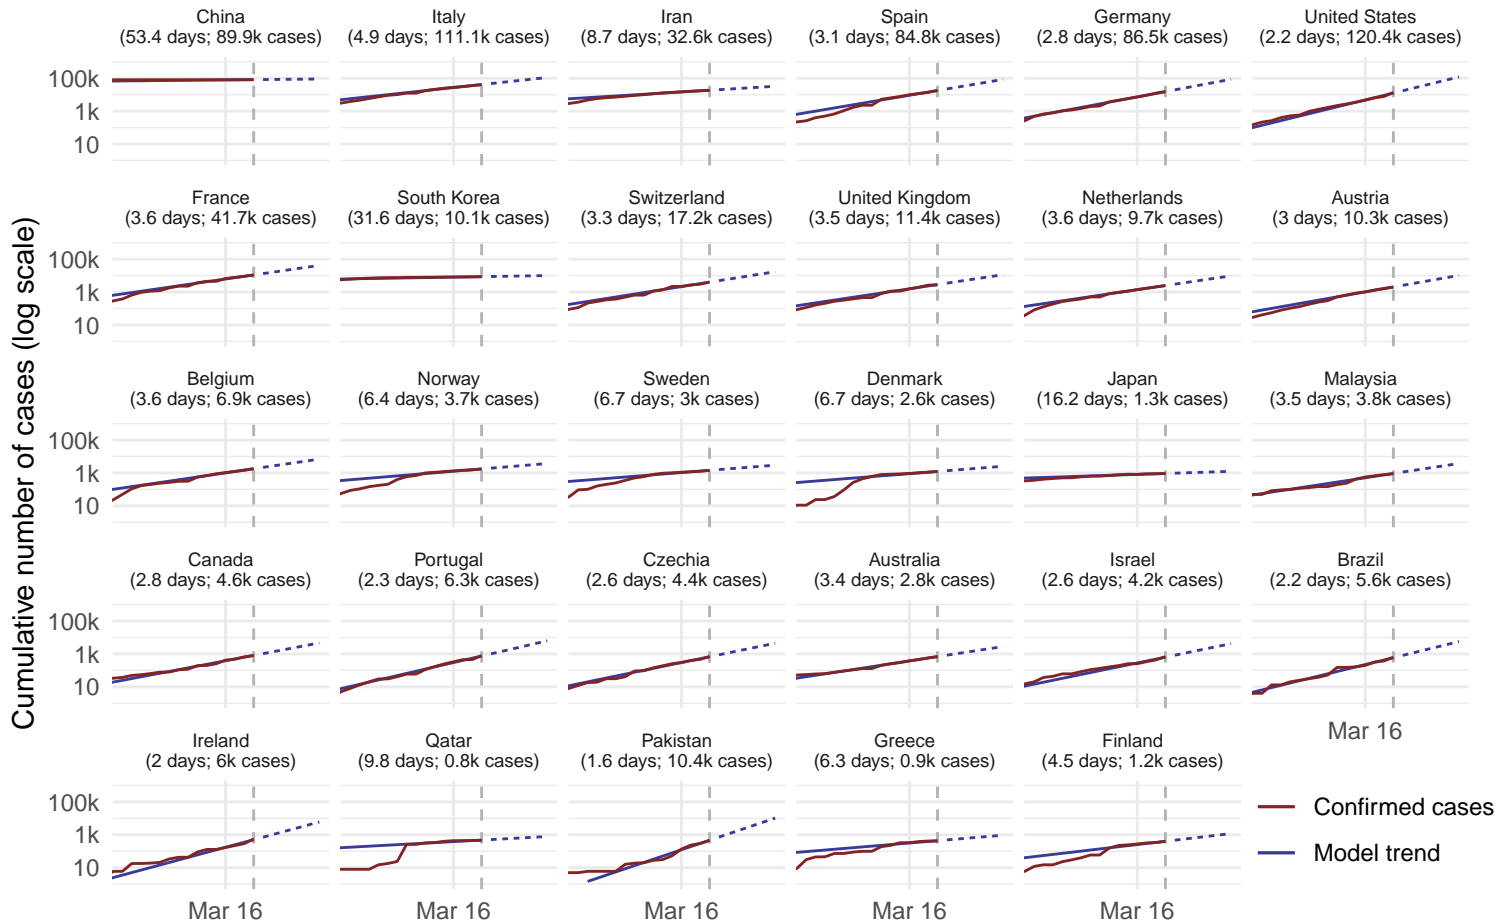 China
(53.4 days; 89.9k cases)
Italy
(4.9 days; 111.1k cases)
Iran
(8.7 days; 32.6k cases)
Spain
(3.1 days; 84.8k cases)
Germany
(2.8 days; 86.5k cases)
United States
(2.2 days; 120.4k cases)
100k
1k
10
France
(3.6 days; 41.7k cases)
South Korea
(31.6 days; 10.1k cases)
Switzerland
(3.3 days; 17.2k cases)
United Kingdom
(3.5 days; 11.4k cases)
Netherlands
(3.6 days; 9.7k cases)
Austria
(3 days; 10.3k cases)
100k
1k
10
Cumulative number of cases (log scale)
Belgium
(3.6 days; 6.9k cases)
Norway
(6.4 days; 3.7k cases)
Sweden
(6.7 days; 3k cases)
Denmark
(6.7 days; 2.6k cases)
Japan
(16.2 days; 1.3k cases)
Malaysia
(3.5 days; 3.8k cases)
100k
1k
10
Canada
(2.8 days; 4.6k cases)
Portugal
(2.3 days; 6.3k cases)
Czechia
(2.6 days; 4.4k cases)
Australia
(3.4 days; 2.8k cases)
Israel
(2.6 days; 4.2k cases)
Brazil
(2.2 days; 5.6k cases)
100k
1k
10
Mar 16
Ireland
(2 days; 6k cases)
Qatar
(9.8 days; 0.8k cases)
Pakistan
(1.6 days; 10.4k cases)
Greece
(6.3 days; 0.9k cases)
Finland
(4.5 days; 1.2k cases)
100k
1k
10
Mar 16
Mar 16
Mar 16
Mar 16
Mar 16
Confirmed cases
Model trend